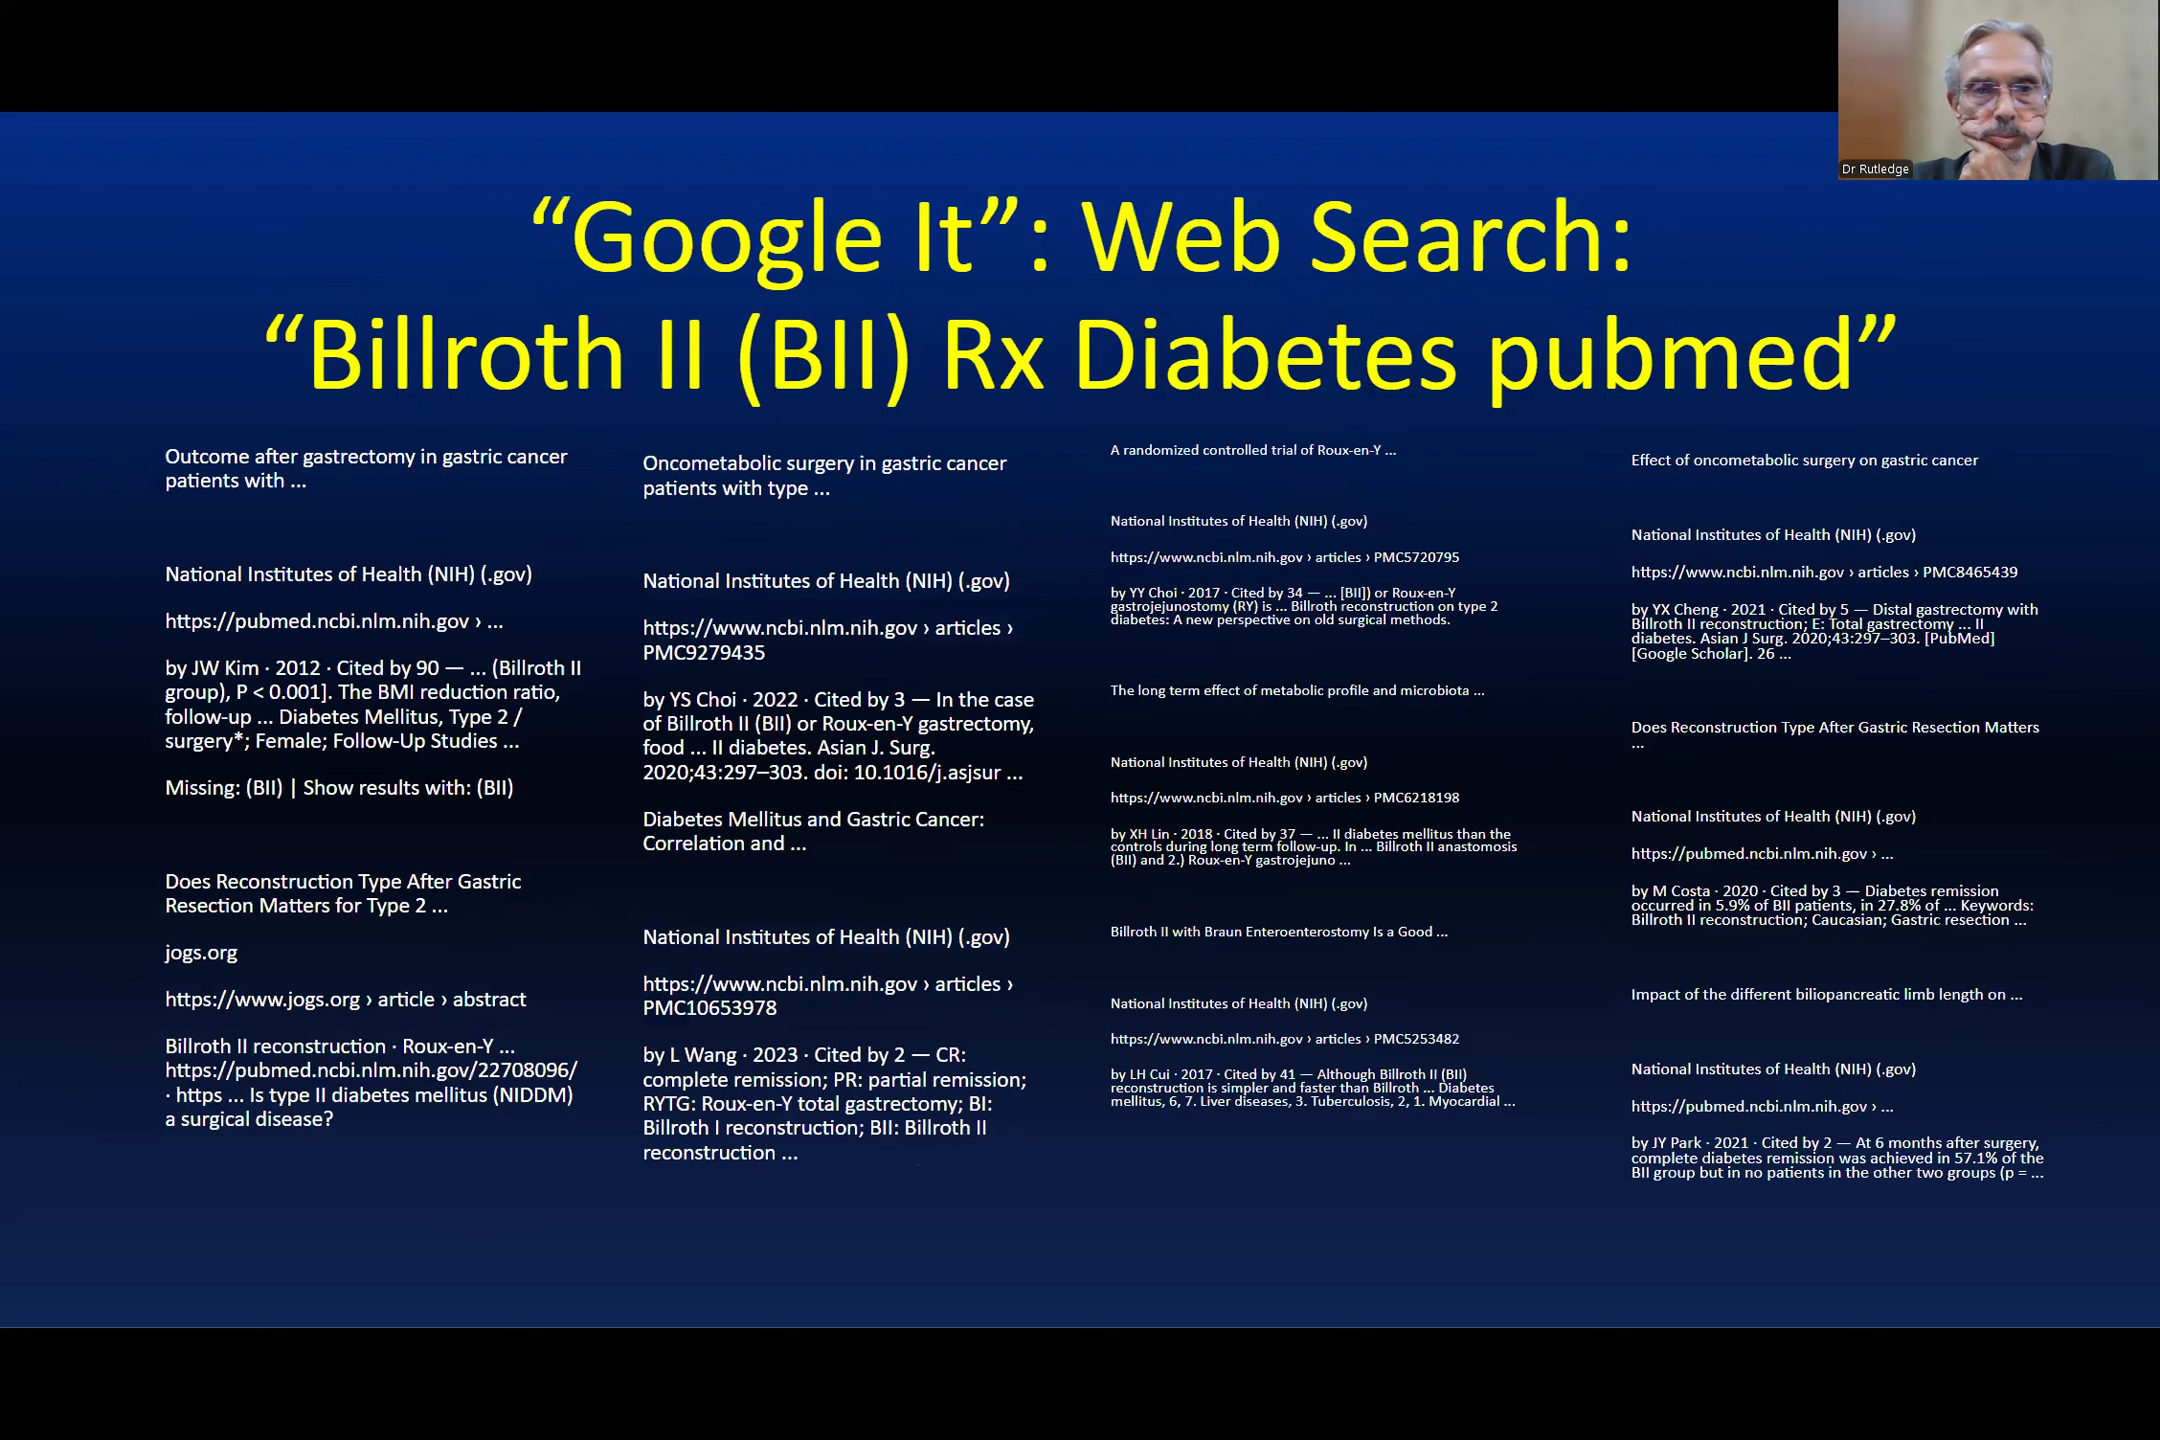 Dr Rutledge
“Google It”: Web Search:
“Billroth II (BII) Rx Diabetes pubmed”
Outcome after gastrectomy in gastric cancer
patients with ...
National Institutes of Health (NIH) (.gov)
https://pubmed.ncbi.nlm.nih.gov › ...
by JW Kim · 2012 · Cited by 90 — ... (Billroth II
group), P < 0.001]. The BMI reduction ratio,
follow-up ... Diabetes Mellitus, Type 2 /
surgery*; Female; Follow-Up Studies ...
Missing: (BII) | Show results with: (BII)
Does Reconstruction Type After Gastric
Resection Matters for Type 2 ...
jogs.org
https://www.jogs.org › article › abstract
Billroth II reconstruction · Roux-en-Y ...
https://pubmed.ncbi.nlm.nih.gov/22708096/
· https ... Is type II diabetes mellitus (NIDDM)
a surgical disease?
Oncometabolic surgery in gastric cancer
patients with type ...
National Institutes of Health (NIH) (.gov)
https://www.ncbi.nlm.nih.gov › articles ›
PMC9279435
by YS Choi · 2022 · Cited by 3 — In the case
of Billroth II (BII) or Roux-en-Y gastrectomy,
food ... II diabetes. Asian J. Surg.
2020;43:297–303. doi: 10.1016/j.asjsur ...
Diabetes Mellitus and Gastric Cancer:
Correlation and ...
National Institutes of Health (NIH) (.gov)
https://www.ncbi.nlm.nih.gov › articles ›
PMC10653978
by L Wang · 2023 · Cited by 2 — CR:
complete remission; PR: partial remission;
RYTG: Roux-en-Y total gastrectomy; BI:
Billroth I reconstruction; BII: Billroth II
reconstruction ...
A randomized controlled trial of Roux-en-Y ...
National Institutes of Health (NIH) (.gov)
https://www.ncbi.nlm.nih.gov › articles › PMC5720795
by YY Choi · 2017 · Cited by 34 — ... [BII]) or Roux-en-Y
gastrojejunostomy (RY) is ... Billroth reconstruction on type 2
diabetes: A new perspective on old surgical methods.
The long term effect of metabolic profile and microbiota ...
National Institutes of Health (NIH) (.gov)
https://www.ncbi.nlm.nih.gov › articles › PMC6218198
by XH Lin · 2018 · Cited by 37 — ... II diabetes mellitus than the
controls during long term follow-up. In ... Billroth II anastomosis
(BII) and 2.) Roux-en-Y gastrojejuno ...
Billroth II with Braun Enteroenterostomy Is a Good ...
National Institutes of Health (NIH) (.gov)
https://www.ncbi.nlm.nih.gov › articles › PMC5253482
by LH Cui · 2017 · Cited by 41 — Although Billroth II (BII)
reconstruction is simpler and faster than Billroth ... Diabetes
mellitus, 6, 7. Liver diseases, 3. Tuberculosis, 2, 1. Myocardial ...
Effect of oncometabolic surgery on gastric cancer
National Institutes of Health (NIH) (.gov)
https://www.ncbi.nlm.nih.gov › articles › PMC8465439
by YX Cheng · 2021 · Cited by 5 — Distal gastrectomy with
Billroth II reconstruction; E: Total gastrectomy ... II
diabetes. Asian J Surg. 2020;43:297–303. [PubMed]
[Google Scholar]. 26 ...
Does Reconstruction Type After Gastric Resection Matters
...
National Institutes of Health (NIH) (.gov)
https://pubmed.ncbi.nlm.nih.gov › ...
by M Costa · 2020 · Cited by 3 — Diabetes remission
occurred in 5.9% of BII patients, in 27.8% of ... Keywords:
Billroth II reconstruction; Caucasian; Gastric resection ...
Impact of the different biliopancreatic limb length on ...
National Institutes of Health (NIH) (.gov)
https://pubmed.ncbi.nlm.nih.gov › ...
by JY Park · 2021 · Cited by 2 — At 6 months after surgery,
complete diabetes remission was achieved in 57.1% of the
BII group but in no patients in the other two groups (p = ...